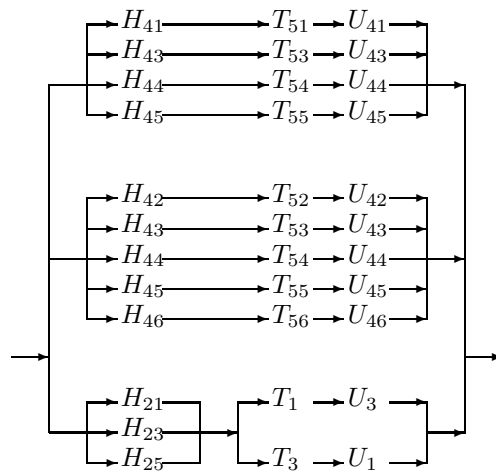 H₄₁ T₅₁ U₄₁
H₄₃ T₅₃ U₄₃
H₄₄ T₅₄ U₄₄
H₄₅ T₅₅ U₄₅
H₄₂ T₅₂ U₄₂
H₄₃ T₅₃ U₄₃
H₄₄ T₅₄ U₄₄
H₄₅ T₅₅ U₄₅
H₄₆ T₅₆ U₄₆
H₂₁ T₁ U₃
H₂₃
H₂₅ T₃ U₁